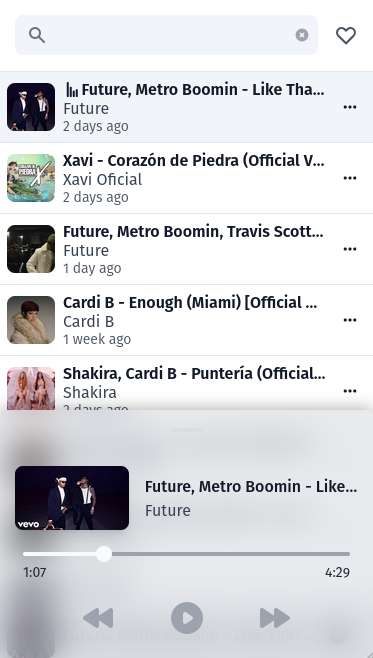 Future, Metro Boomin - Like Tha...
Future
2 days ago
Xavi - Corazón de Piedra (Official V...
Xavi Oficial
2 days ago
Future, Metro Boomin, Travis Scott...
Future
1 day ago
Cardi B - Enough (Miami) [Official ...
Cardi B
1 week ago
Shakira, Cardi B - Puntería (Official...
Shakira
2 days ago
vevo
Future, Metro Boomin - Like...
Future
1:07
4:29